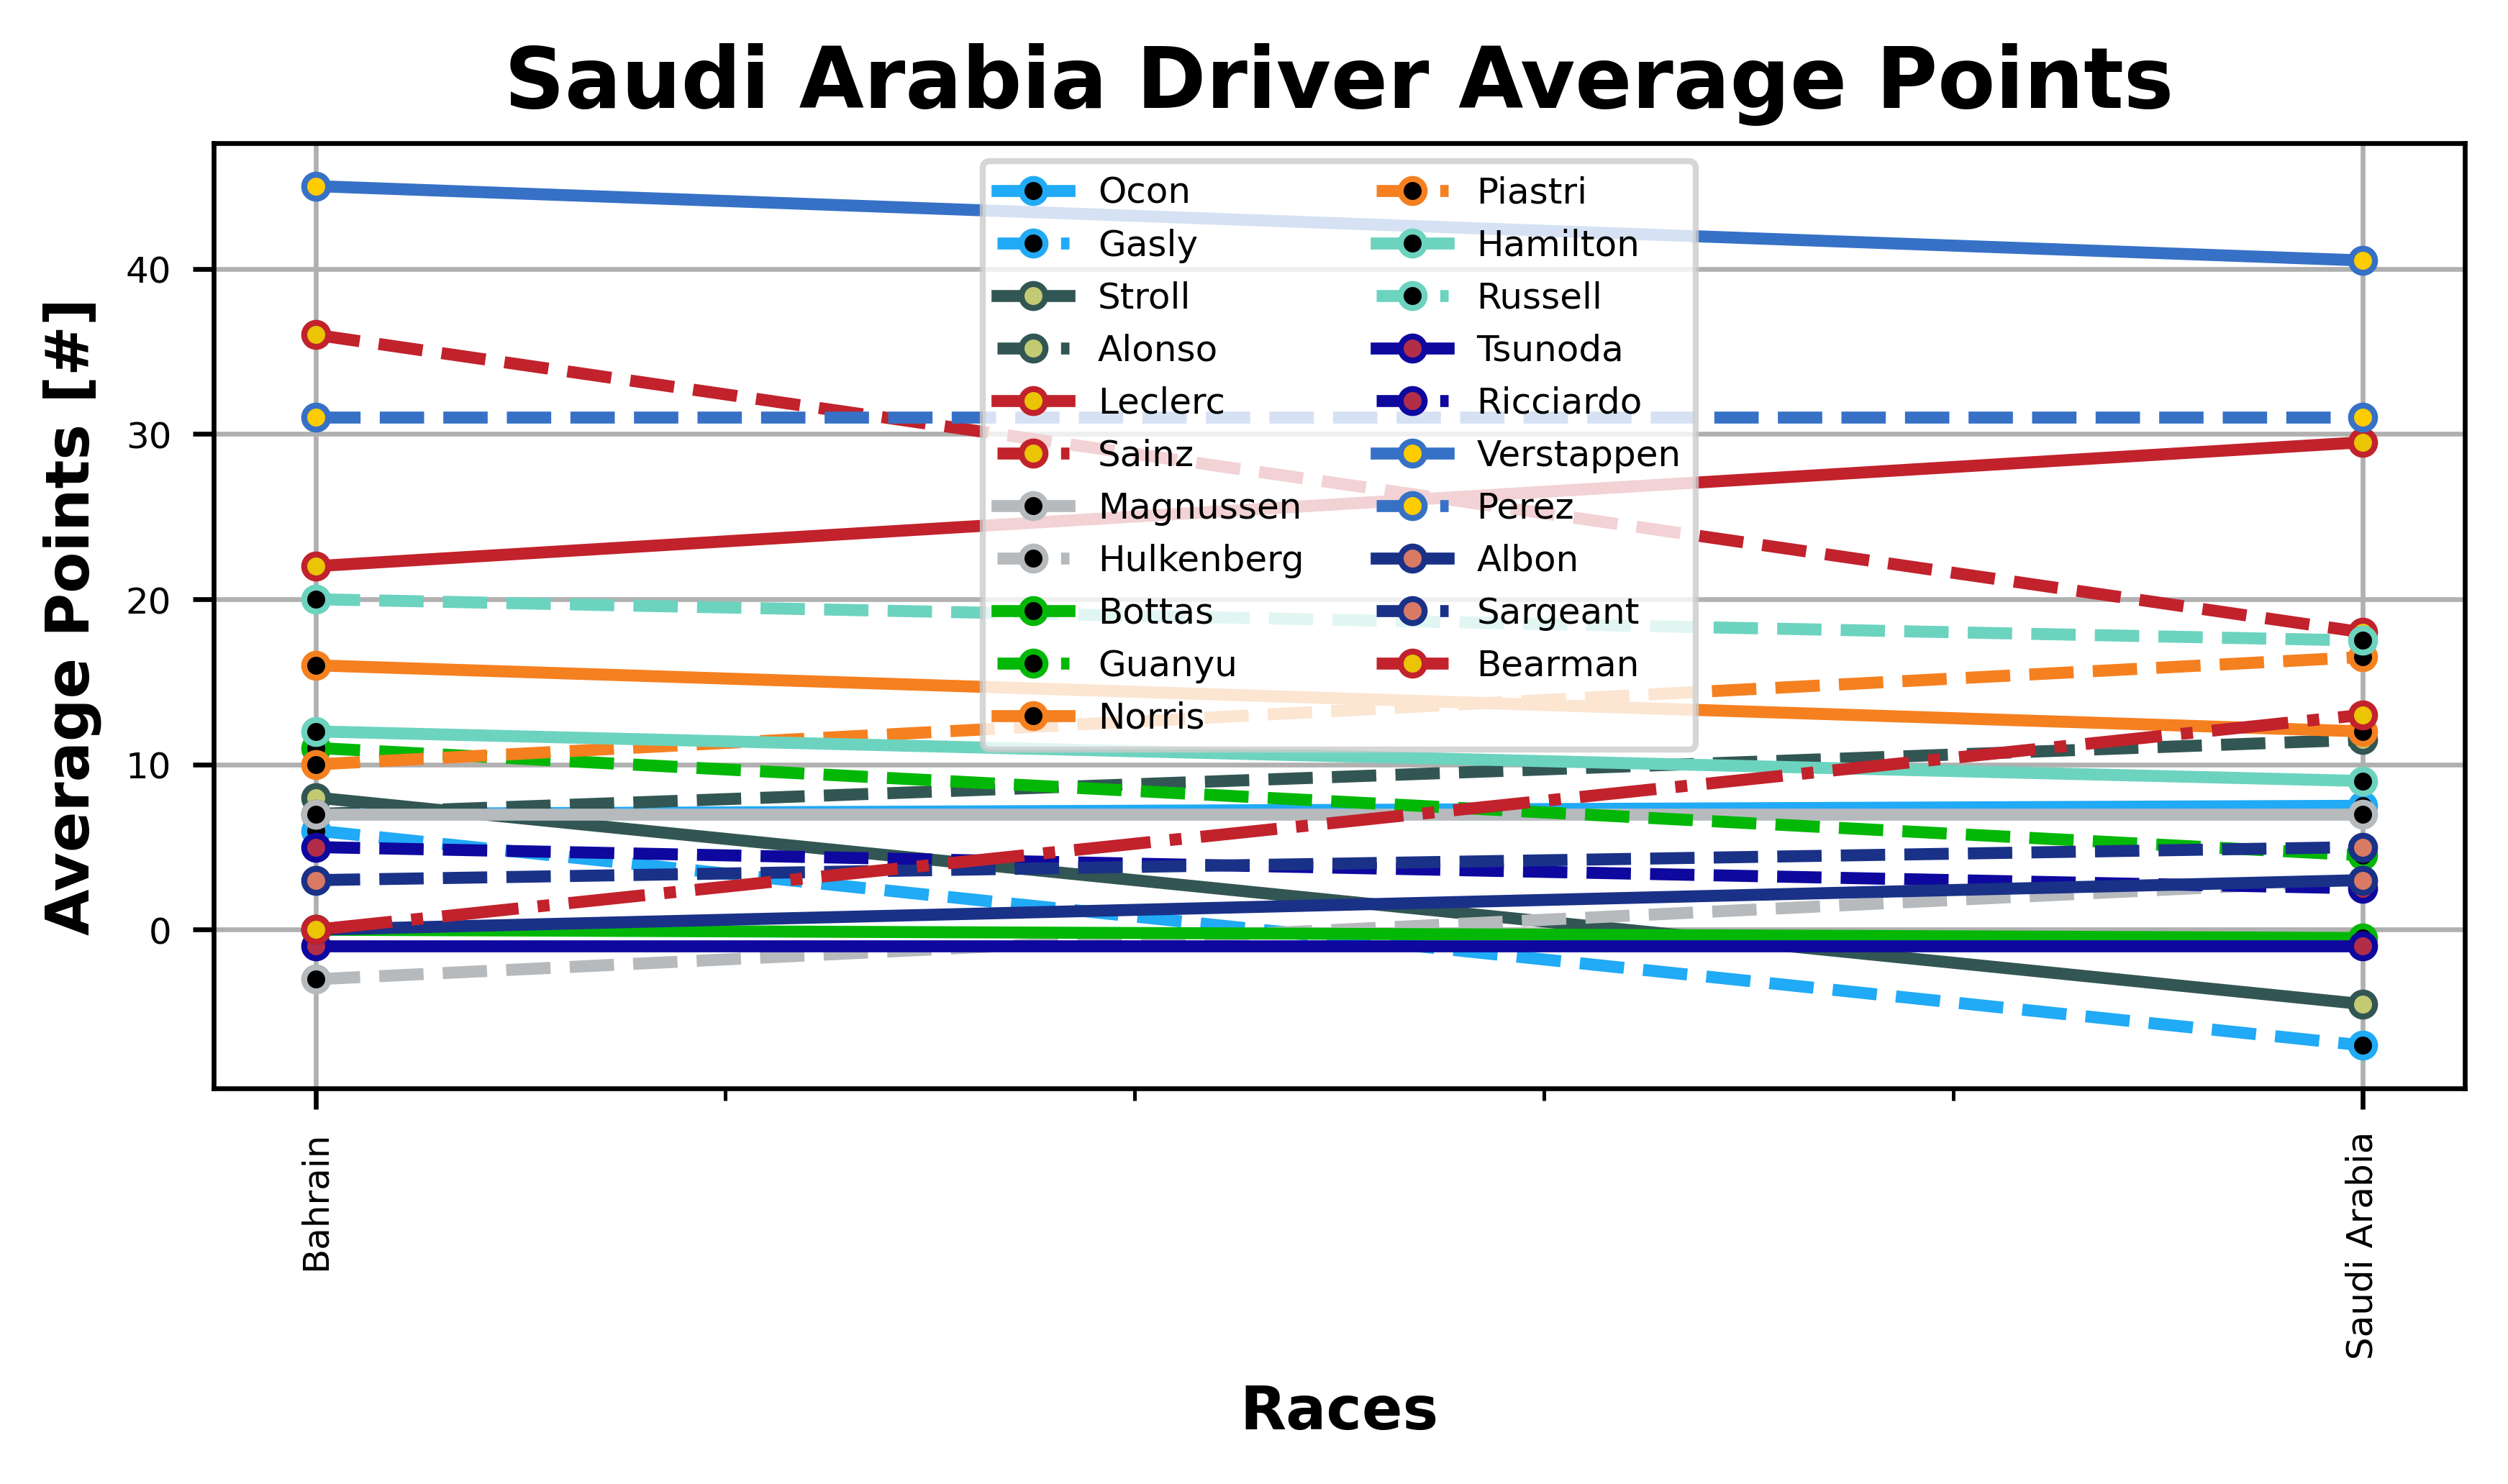 Saudi Arabia Driver Average Points
Average Points [#]
40
30
20
10
0
Ocon
Gasly
Stroll
Alonso
Leclerc
Sainz
Magnussen
Hulkenberg
Bottas
Guanyu
Norris
Piastri
Hamilton
Russell
Tsunoda
Ricciardo
Verstappen
Perez
Albon
Sargeant
Bearman
Bahrain
Saudi Arabia
Races